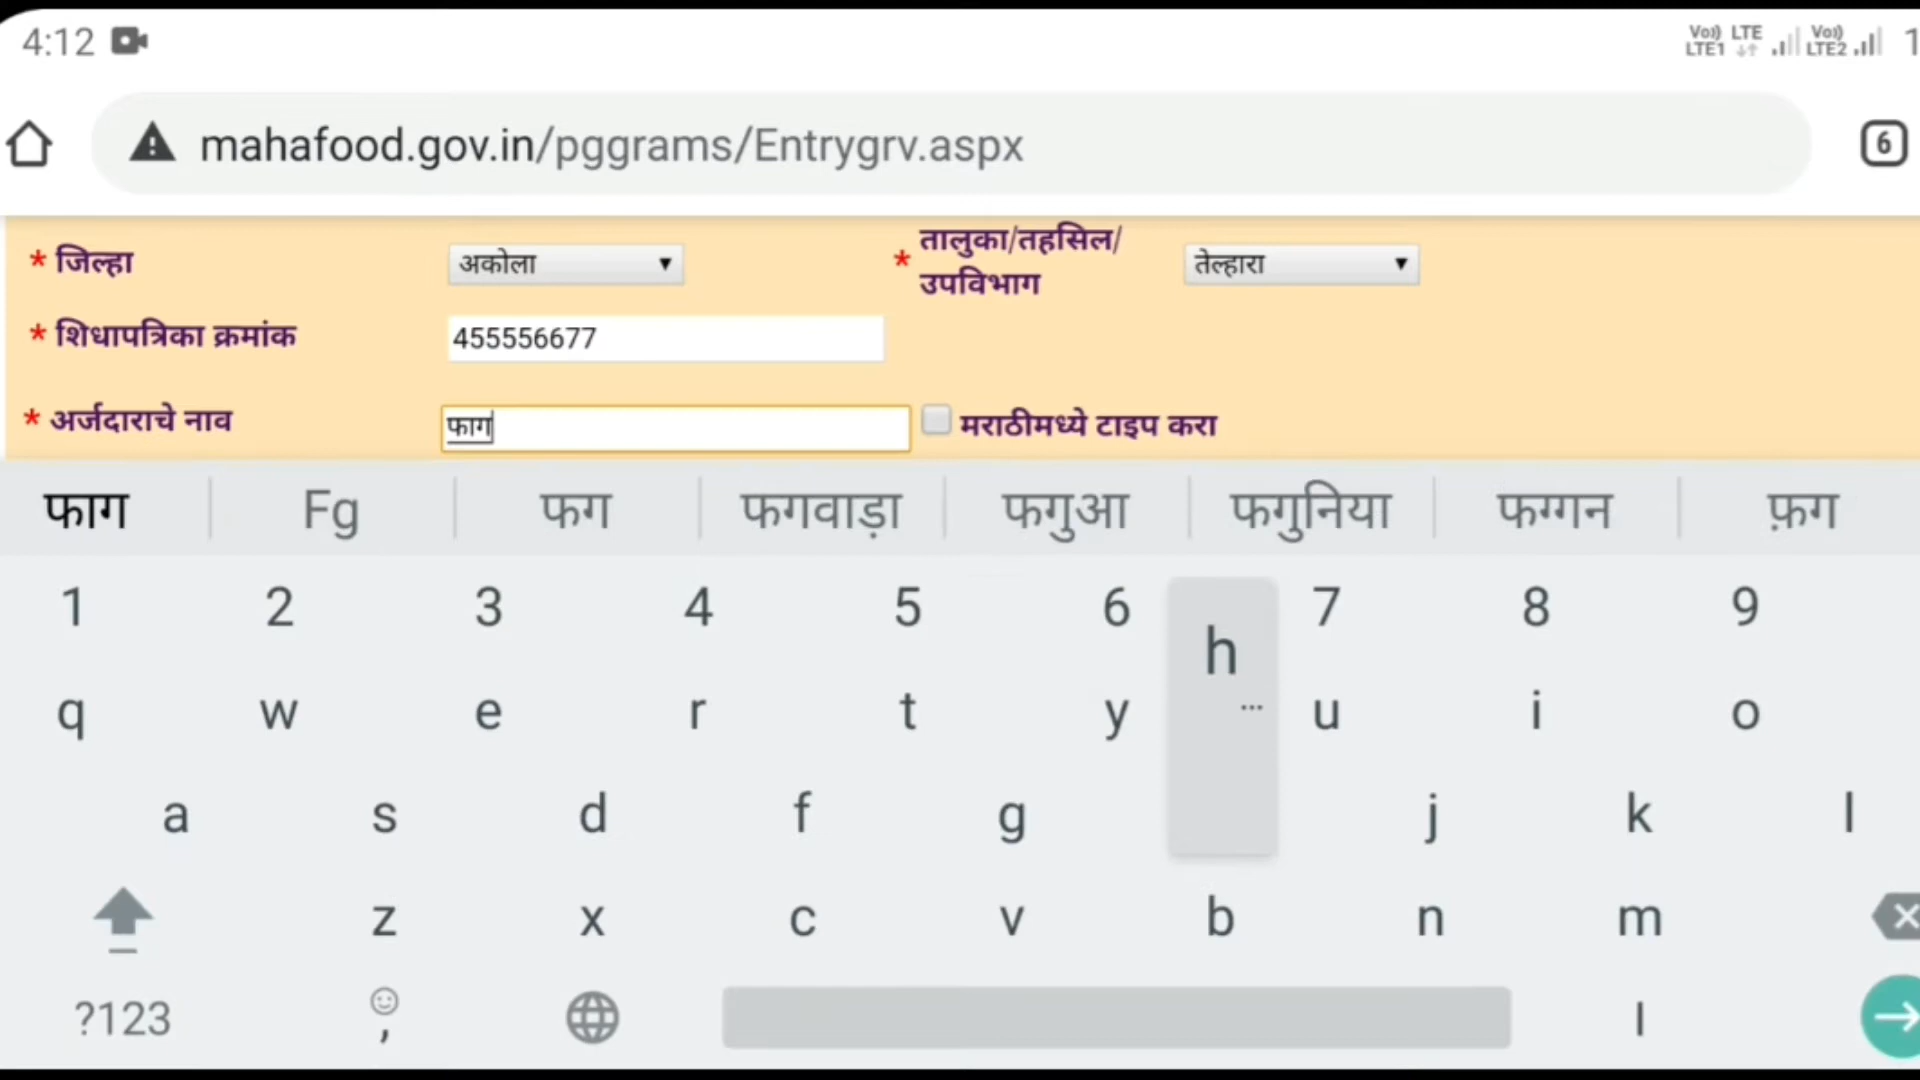 4:12 Vo)) LTE Vo))
LTE1 LTE2 1
mahafood.gov.in/pggrams/Entrygrv.aspx 6
* जिल्हा अकोला * तालुका/तहसिल/
उपविभाग तेल्हारा
* शिधापत्रिका क्रमांक 455556677
* अर्जदाराचे नाव फाग मराठीमध्ये टाइप करा
फाग Fg फग फगवाड़ा फगुआ फगुनिया फग्गन फ़ग
1 2 3 4 5 6 7 8 9
q w e r t y u i o
a s d f g h j k l
z x c v b n m
?123 , ।